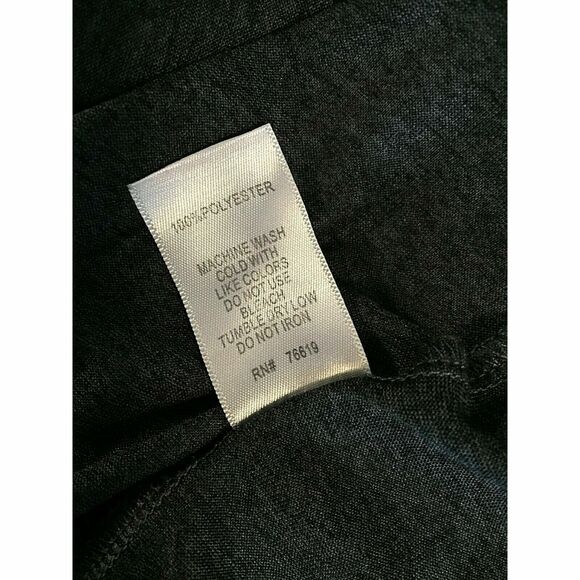 100% POLYESTER
MACHINE WASH
COLD WITH
LIKE COLORS
DO NOT USE
BLEACH
TUMBLE DRY LOW
DO NOT IRON
RN# 76619